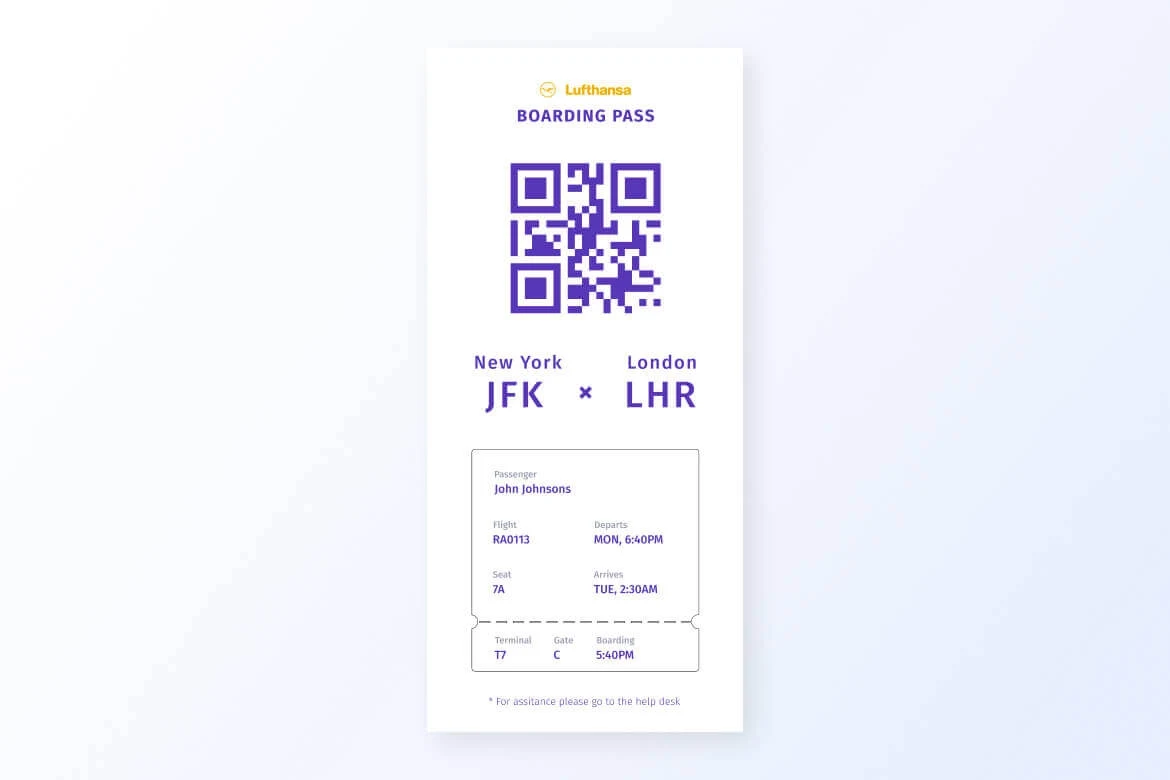 Lufthansa
BOARDING PASS
New York London
JFK LHR
Passenger
John Johnsons
Flight Departs
RA0113 MON, 6:40PM
Seat Arrives
7A TUE, 2:30AM
Terminal Gate Boarding
T7 C 5:40PM
* For assitance please go to the help desk